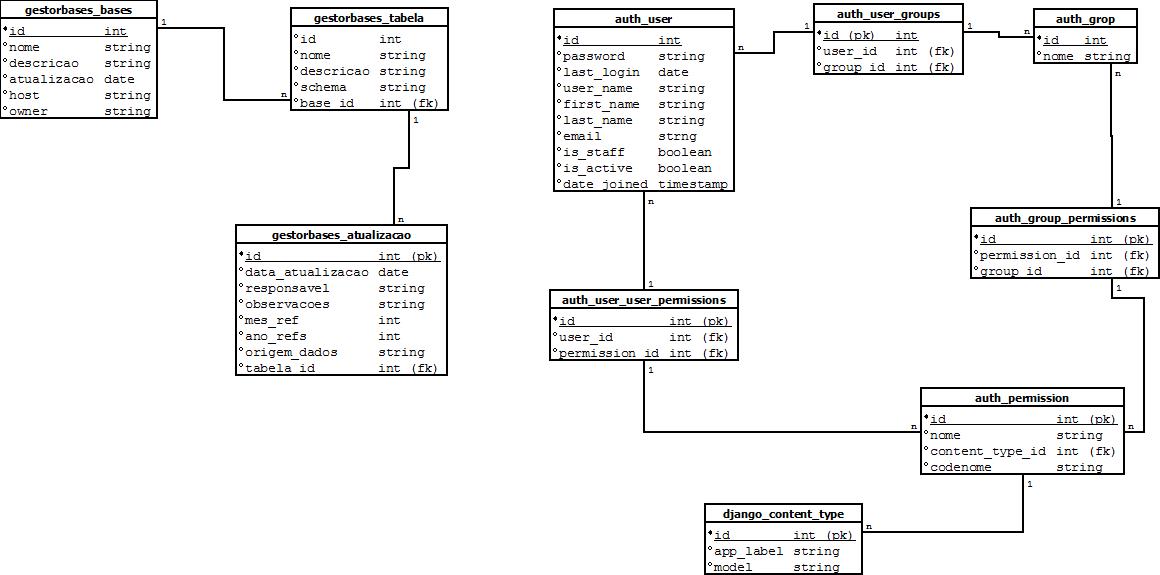 gestorbases_bases
id int
nome string
descricao string
atualizacao date
host string
owner string
1
n
gestorbases_tabela
id int
nome string
descricao string
schema string
base_id int (fk)
1
n
gestorbases_atualizacao
id int (pk)
data_atualizacao date
responsavel string
observacoes string
mes_ref int
ano_refs int
origem_dados string
tabela_id int (fk)
auth_user
id int
password string
last_login date
user_name string
first_name string
last_name string
email strng
is_staff boolean
is_active boolean
date_joined timestamp
n
1
auth_user_groups
id (pk) int
user_id int (fk)
group_id int (fk)
1
n
auth_grop
id int
nome string
n
1
auth_group_permissions
id int (pk)
permission_id int (fk)
group_id int (fk)
1
n
n
1
auth_user_user_permissions
id int (pk)
user_id int (fk)
permission_id int (fk)
1
n
auth_permission
id int (pk)
nome string
content_type_id int (fk)
codenome string
1
n
django_content_type
id int (pk)
app_label string
model string